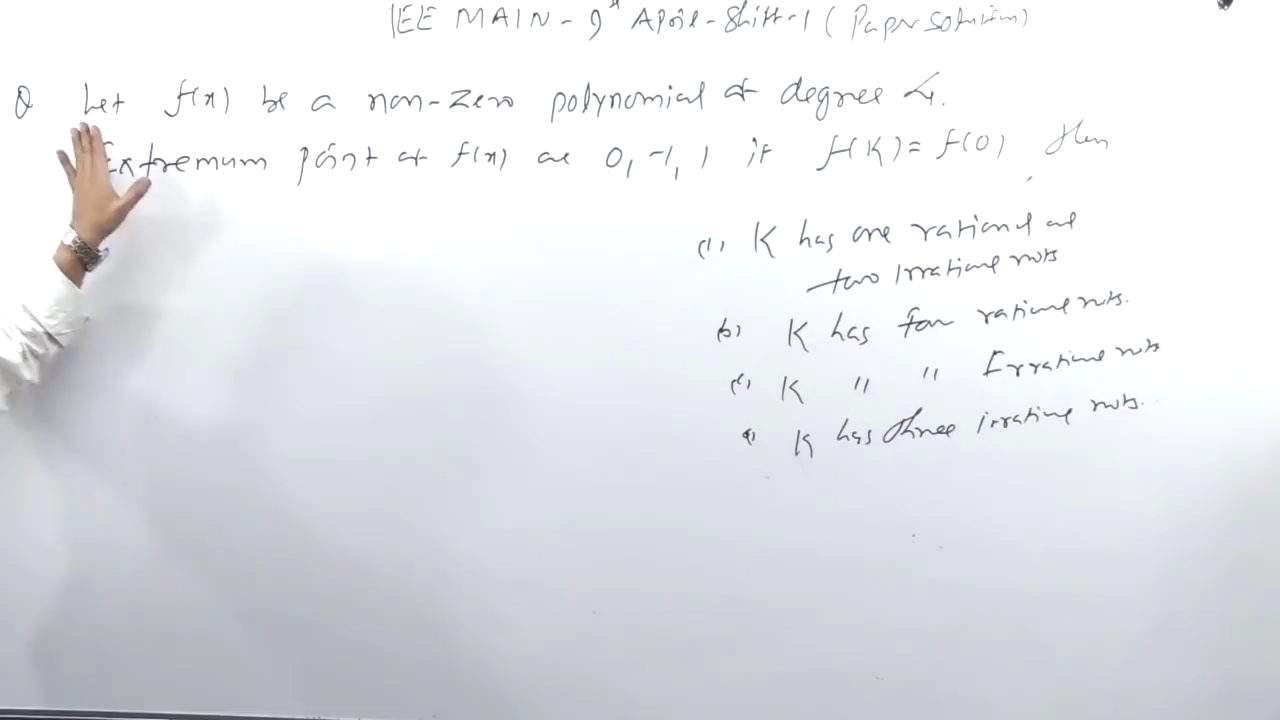 JEE MAIN - 9th April - Shift-1 ( Paper solution)
Q Let f(x) be a non-zero polynomial of degree 4.
Extremum point of f(x) are 0, -1, 1 if f(K) = f(0) then
(1) K has one rational and
two Irrational roots
(b) K has four rational roots.
(c) K " " Irrational roots
(d) K has three irrational roots.